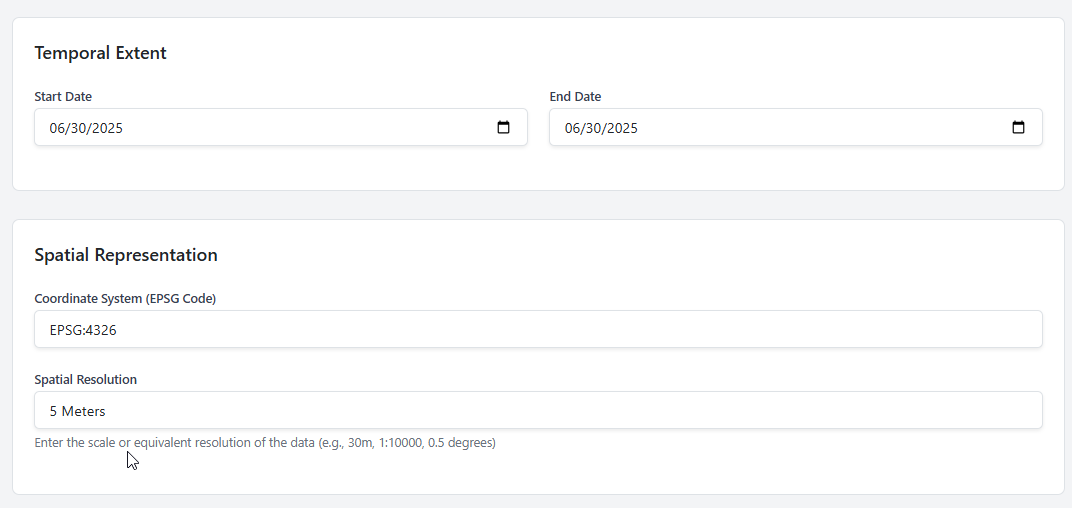 Temporal Extent
Start Date
End Date
06/30/2025
06/30/2025
Spatial Representation
Coordinate System (EPSG Code)
EPSG:4326
Spatial Resolution
5 Meters
Enter the scale or equivalent resolution of the data (e.g., 30m, 1:10000, 0.5 degrees)